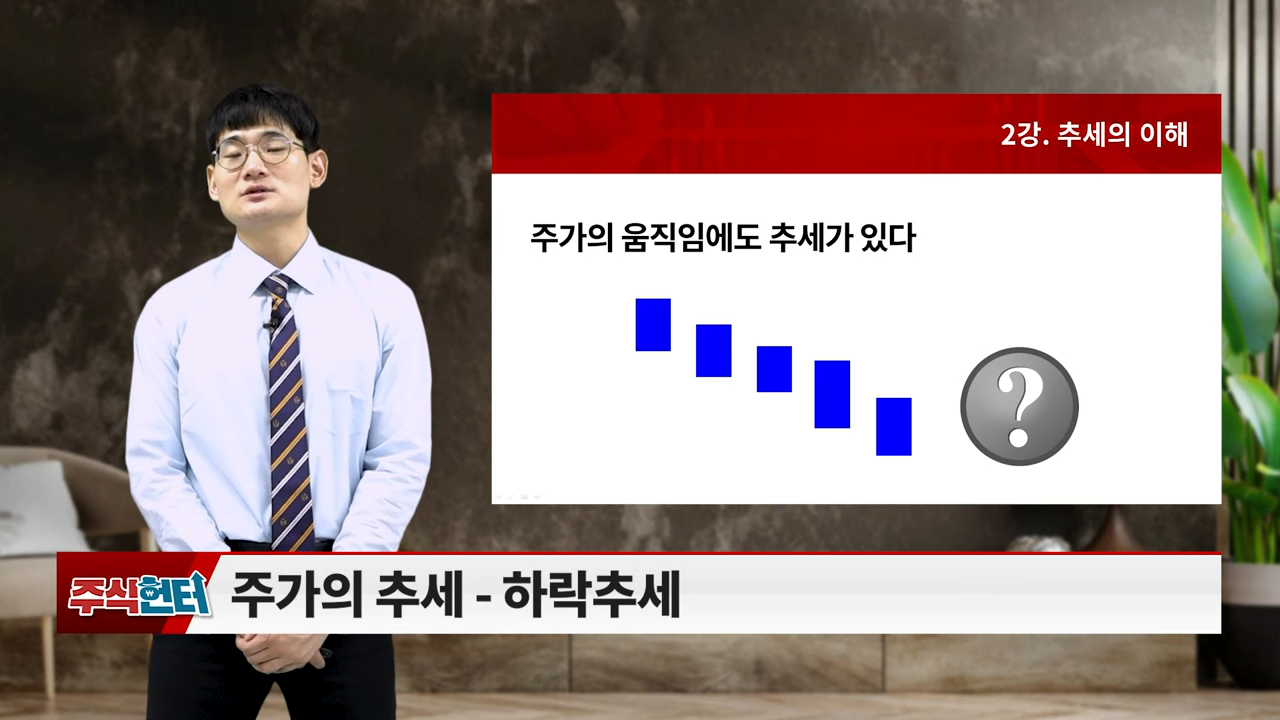 2강. 추세의 이해
주가의 움직임에도 추세가 있다
?
주식헌터
주가의 추세 - 하락추세